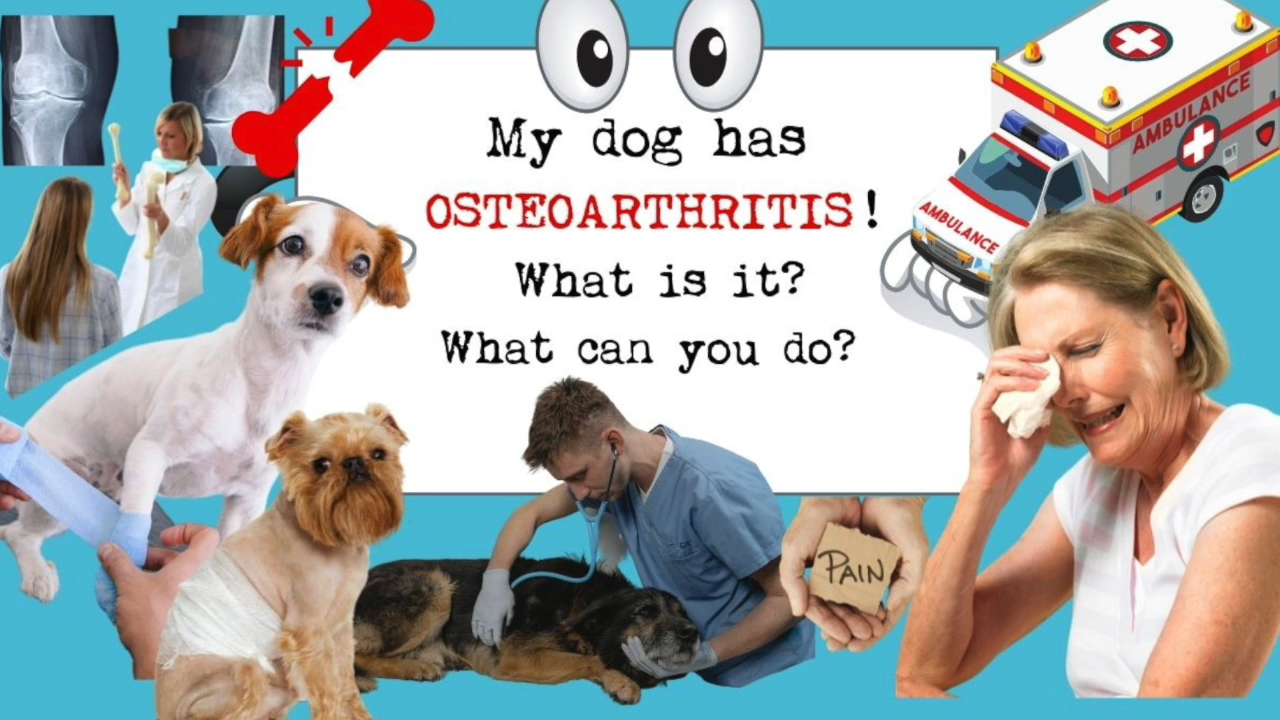 My dog has
OSTEOARTHRITIS!
What is it?
What can you do?
AMBULANCE
AMBULANCE
PAIN